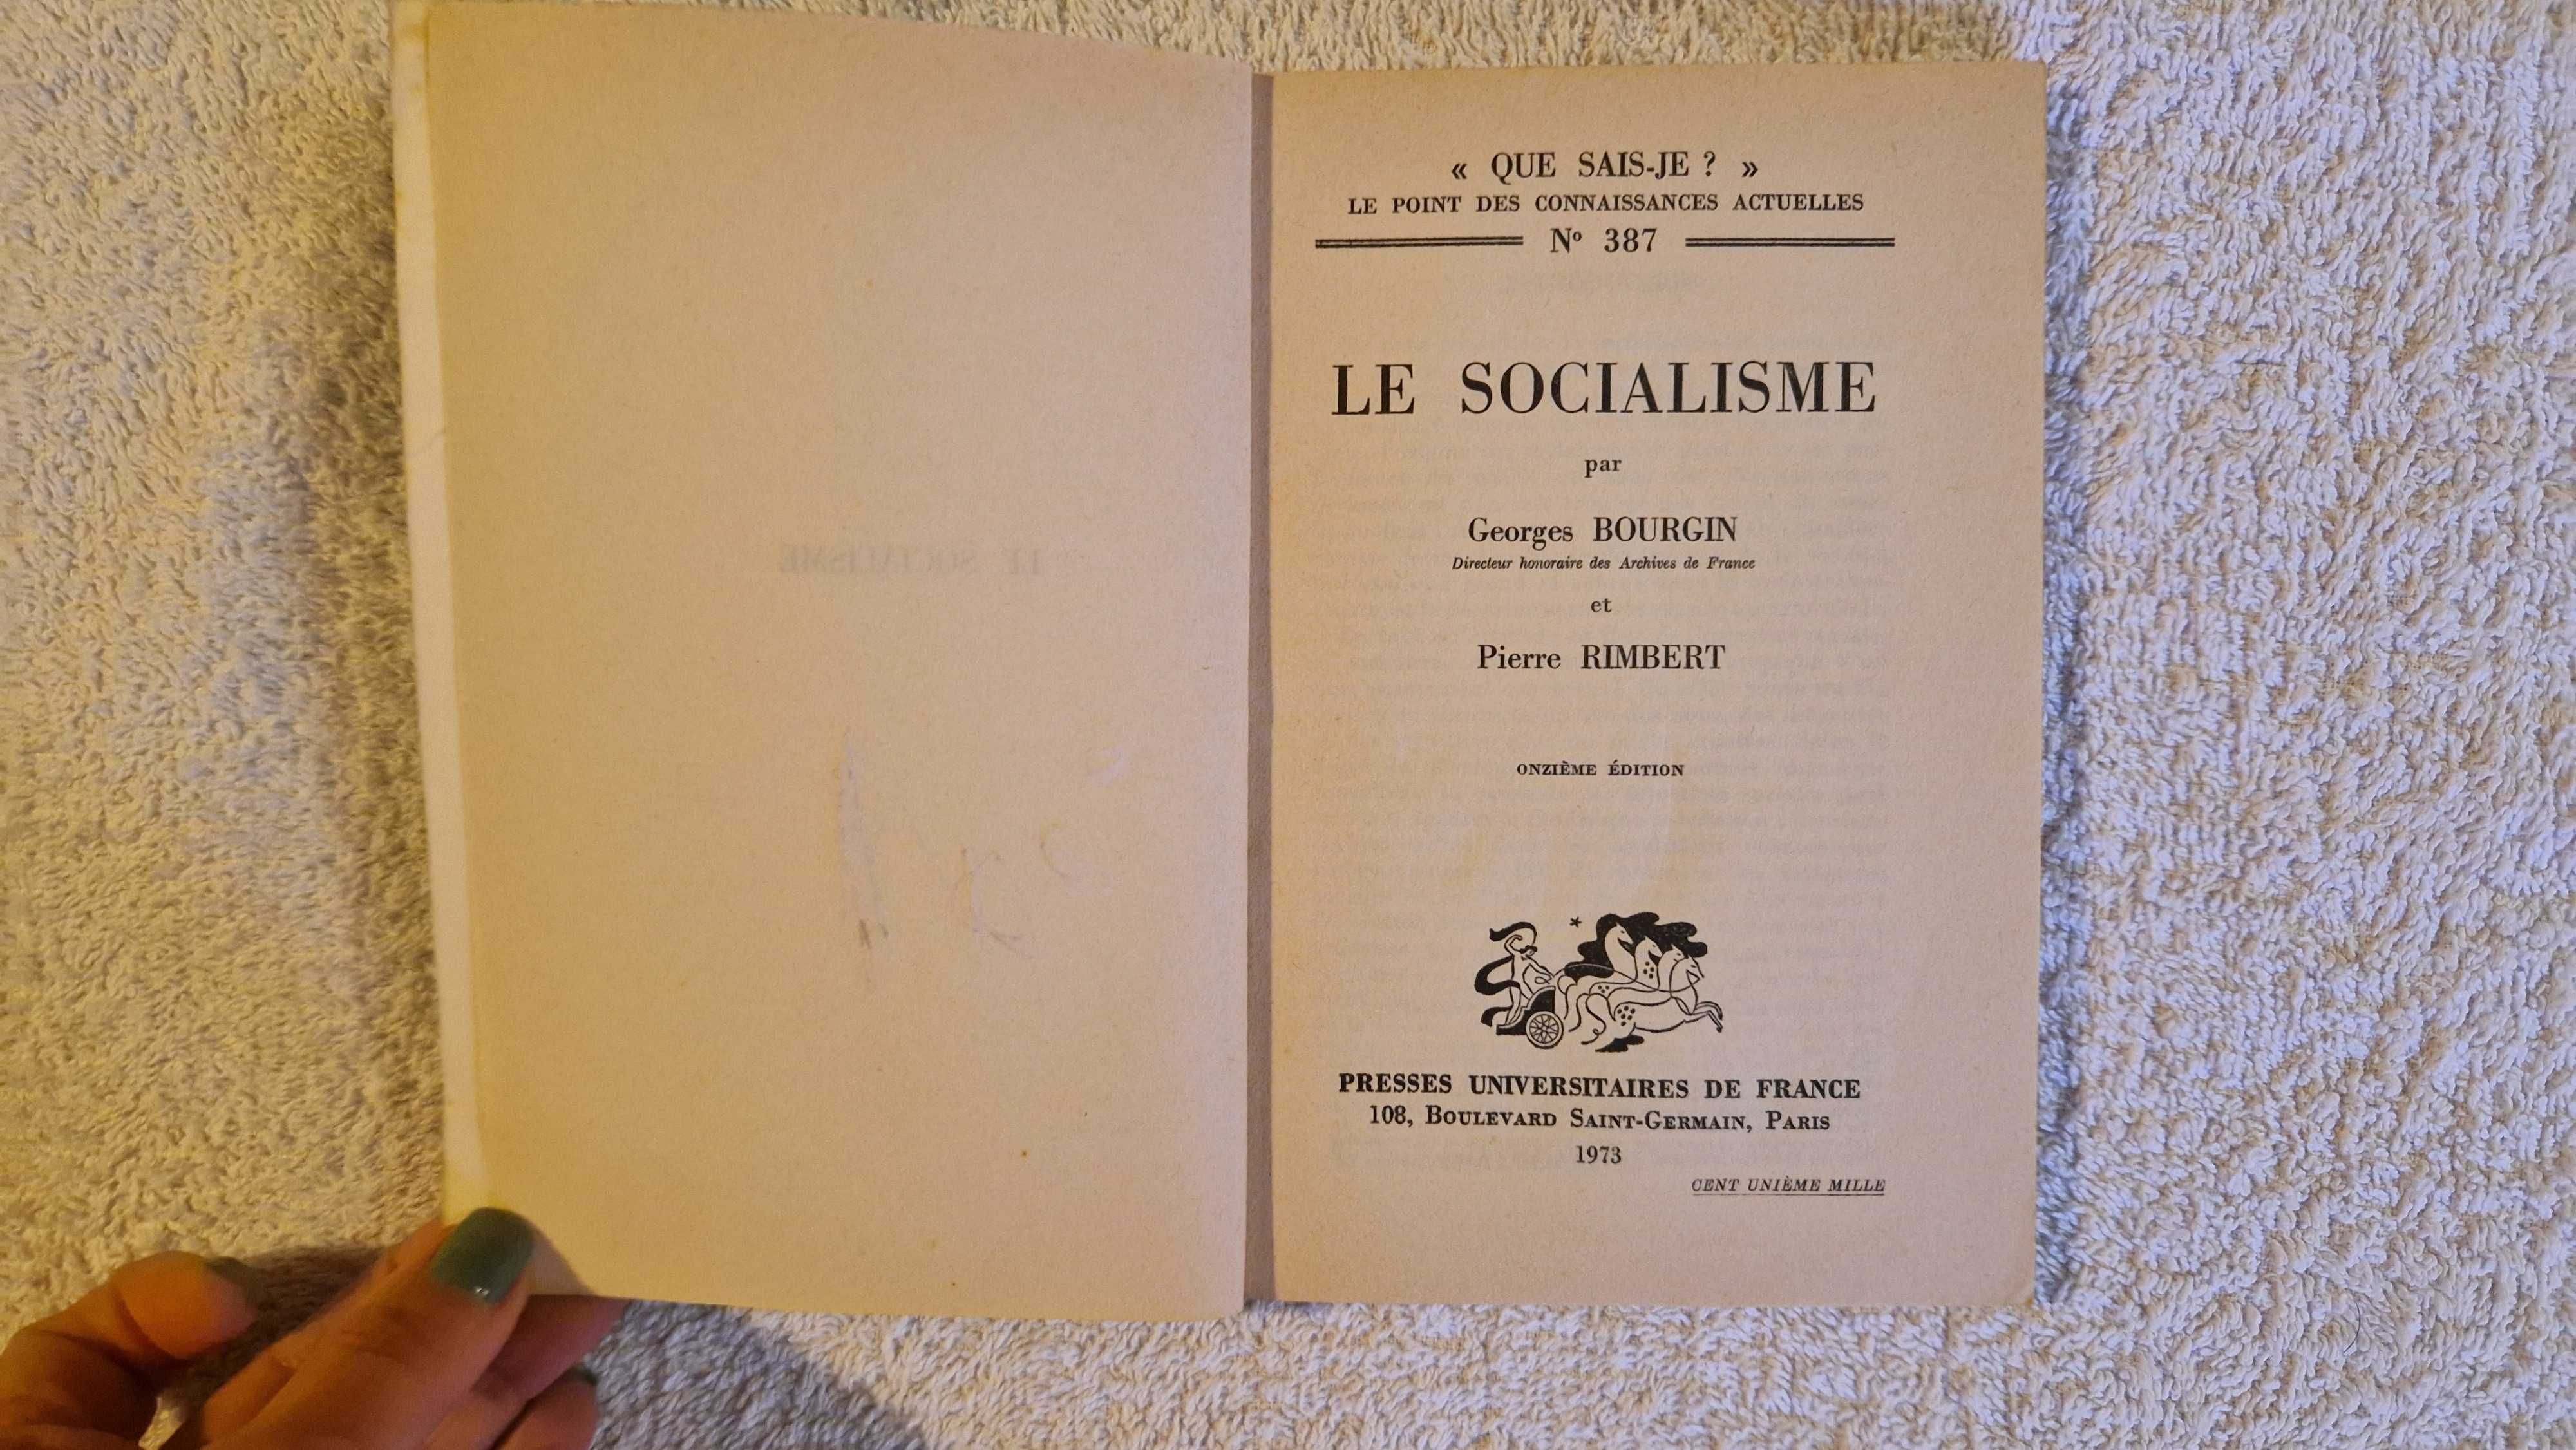 « QUE SAIS-JE ? »
LE POINT DES CONNAISSANCES ACTUELLES
Nº 387
LE SOCIALISME
par
Georges BOURGIN
Directeur honoraire des Archives de France
et
Pierre RIMBERT
ONZIÈME ÉDITION
PRESSES UNIVERSITAIRES DE FRANCE
108, BOULEVARD SAINT-GERMAIN, PARIS
1973
CENT UNIÈME MILLE